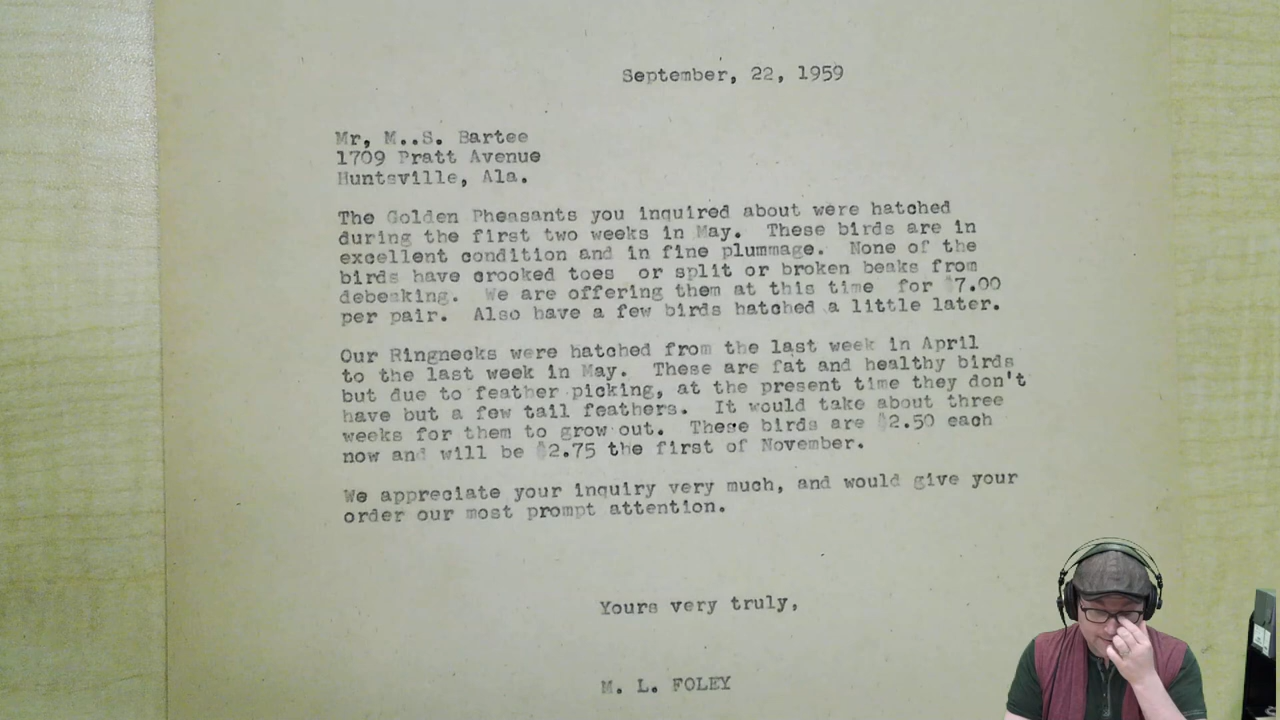 September, 22, 1959
Mr, M..S. Bartee
1709 Pratt Avenue
Huntsville, Ala.
The Golden Pheasants you inquired about were hatched
during the first two weeks in May.  These birds are in
excellent condition and in fine plummage.  None of the
birds have crooked toes  or split or broken beaks from
debeaking.  We are offering them at this time  for $7.00
per pair.  Also have a few birds hatched a little later.
Our Ringnecks were hatched from the last week in April
to the last week in May.  These are fat and healthy birds
but due to feather picking, at the present time they don't
have but a few tail feathers.  It would take about three
weeks for them to grow out.  These birds are $2.50 each
now and will be $2.75 the first of November.
We appreciate your inquiry very much, and would give your
order our most prompt attention.
Yours very truly,
M. L. FOLEY